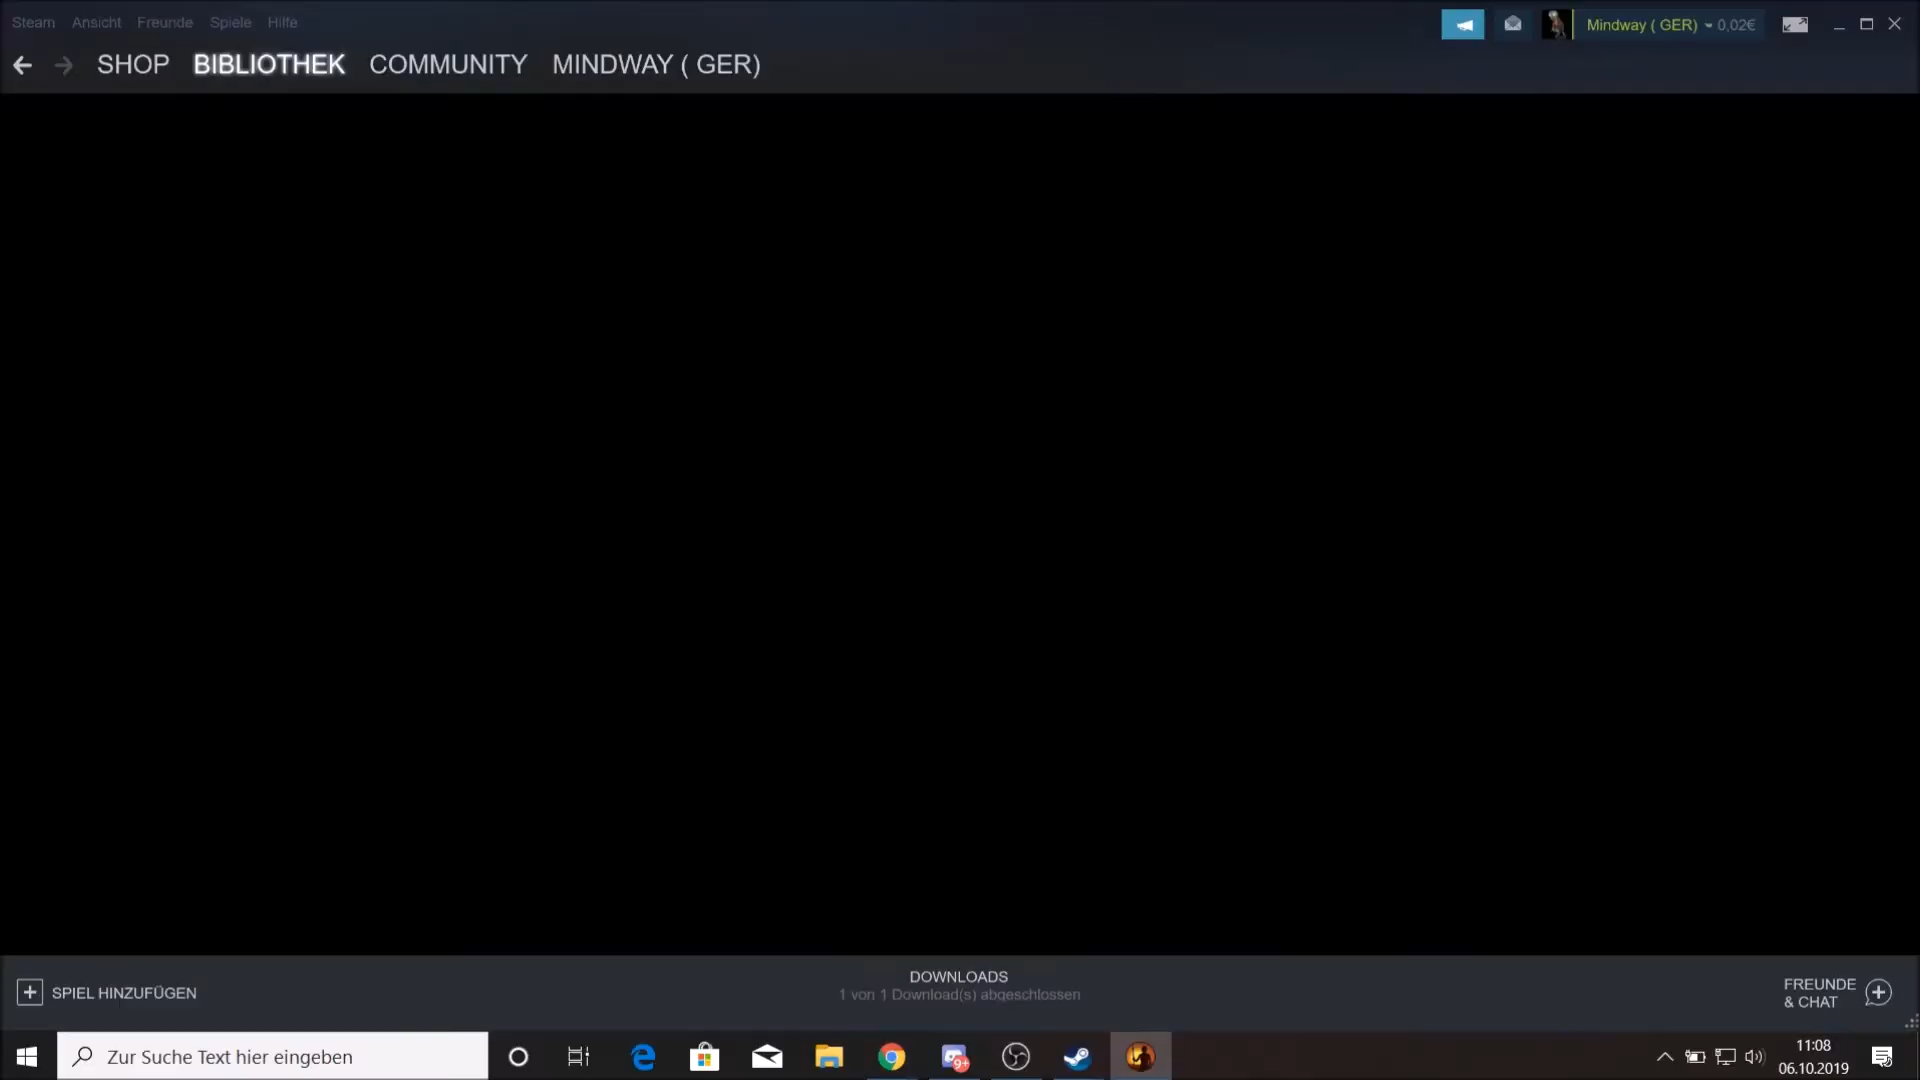 Steam Ansicht Freunde Spiele Hilfe
Mindway ( GER) 0,02€
SHOP BIBLIOTHEK COMMUNITY MINDWAY ( GER)
SPIEL HINZUFÜGEN
DOWNLOADS
1 von 1 Download(s) abgeschlossen
FREUNDE
& CHAT
Zur Suche Text hier eingeben
9+
11:08
06.10.2019